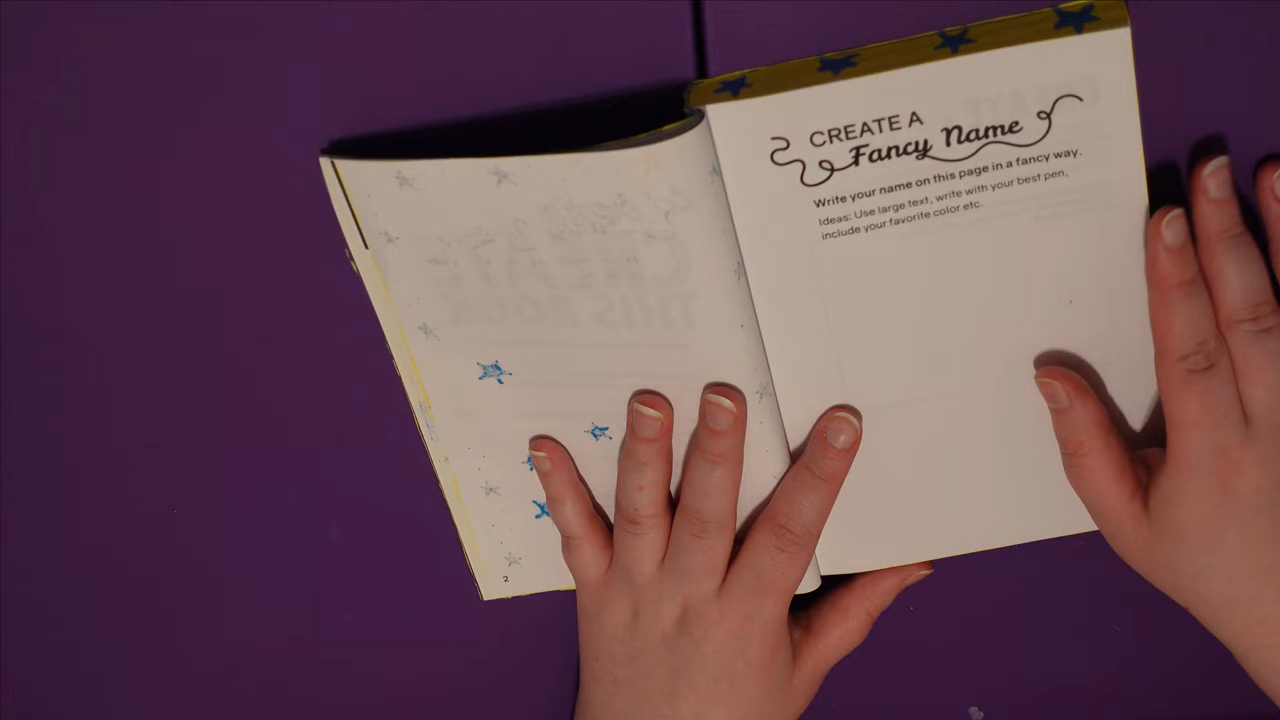 2
CREATE A
Fancy Name
Write your name on this page in a fancy way.
Ideas: Use large text, write with your best pen,
include your favorite color etc.